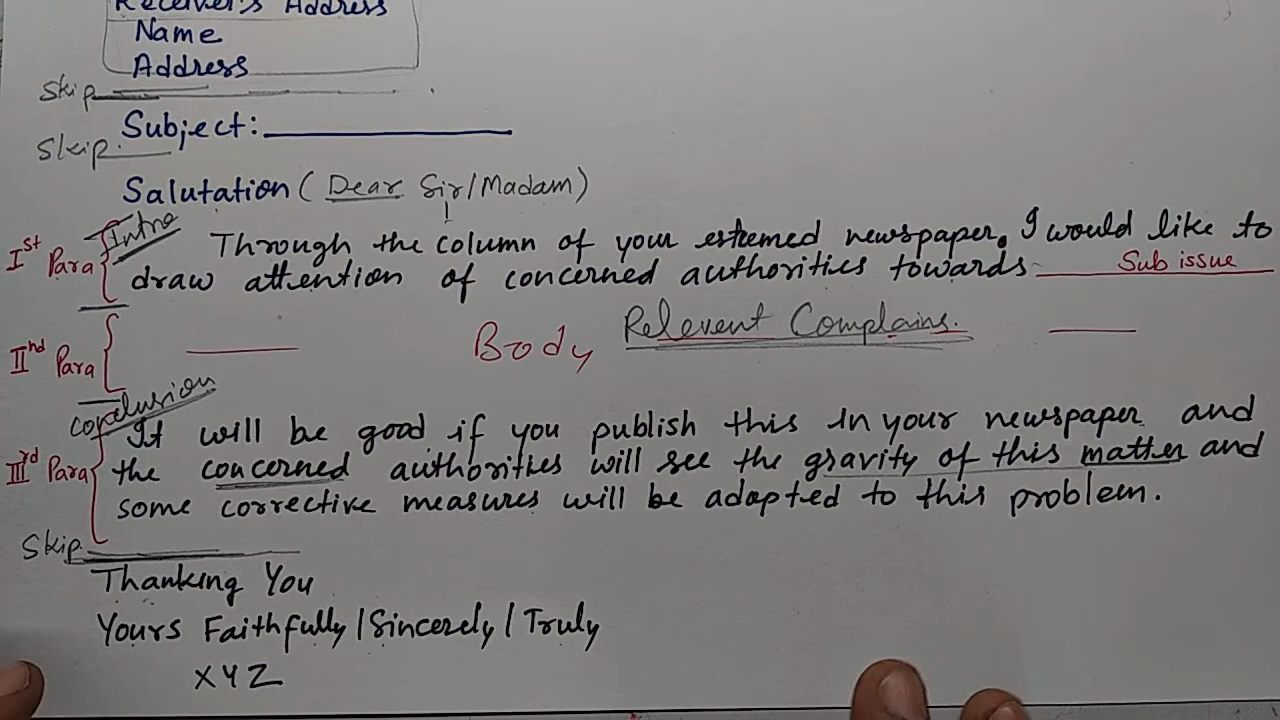 Receiver's Address
Name
Address
Skip
Subject:
Skip.
Salutation (Dear Sir/Madam)
Ist Para
Intro
Through the column of your esteemed newspaper. I would like to
draw attention of concerned authorities towards Sub issue
IInd Para
Body Relevent Complains.
Conclusion
IIIrd Para
It will be good if you publish this in your newspaper and
the concerned authorities will see the gravity of this matter and
some corrective measures will be adapted to this problem.
Skip.
Thanking You
Yours Faithfully/Sincerely/Truly
XYZ